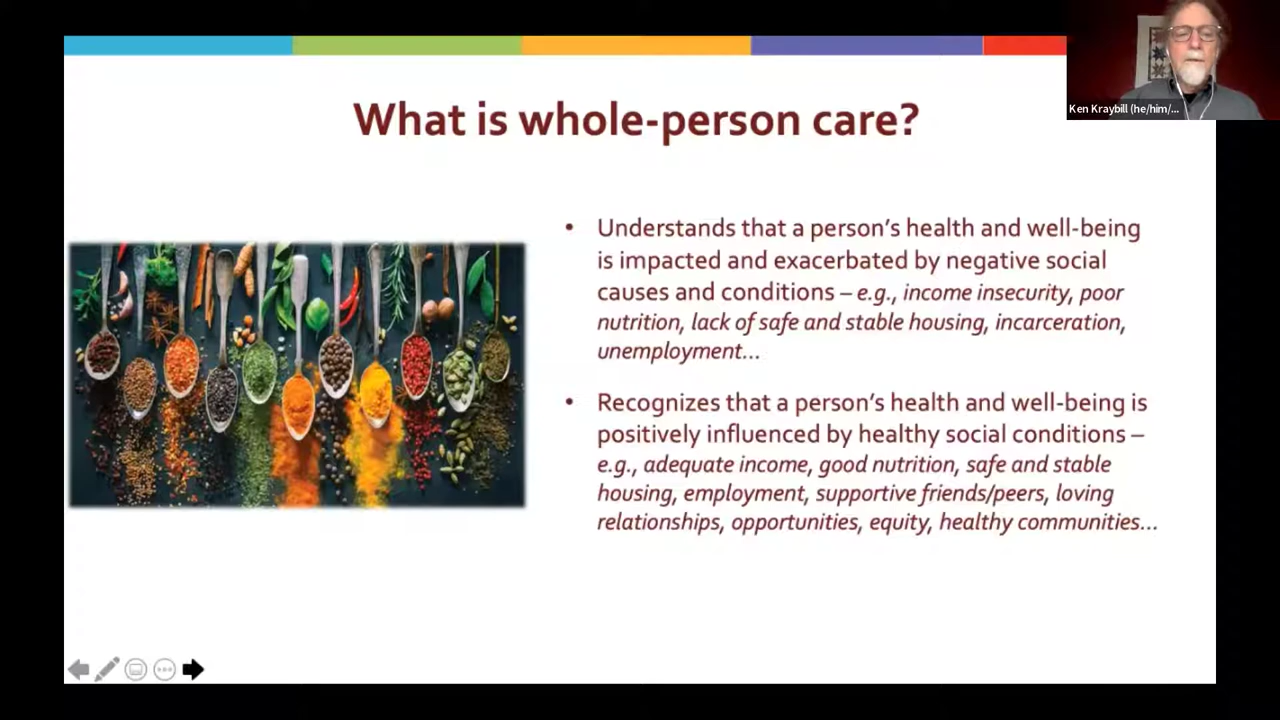 Ken Kraybill (he/him/...
What is whole-person care?
• Understands that a person's health and well-being
is impacted and exacerbated by negative social
causes and conditions – e.g., income insecurity, poor
nutrition, lack of safe and stable housing, incarceration,
unemployment...
• Recognizes that a person's health and well-being is
positively influenced by healthy social conditions –
e.g., adequate income, good nutrition, safe and stable
housing, employment, supportive friends/peers, loving
relationships, opportunities, equity, healthy communities...